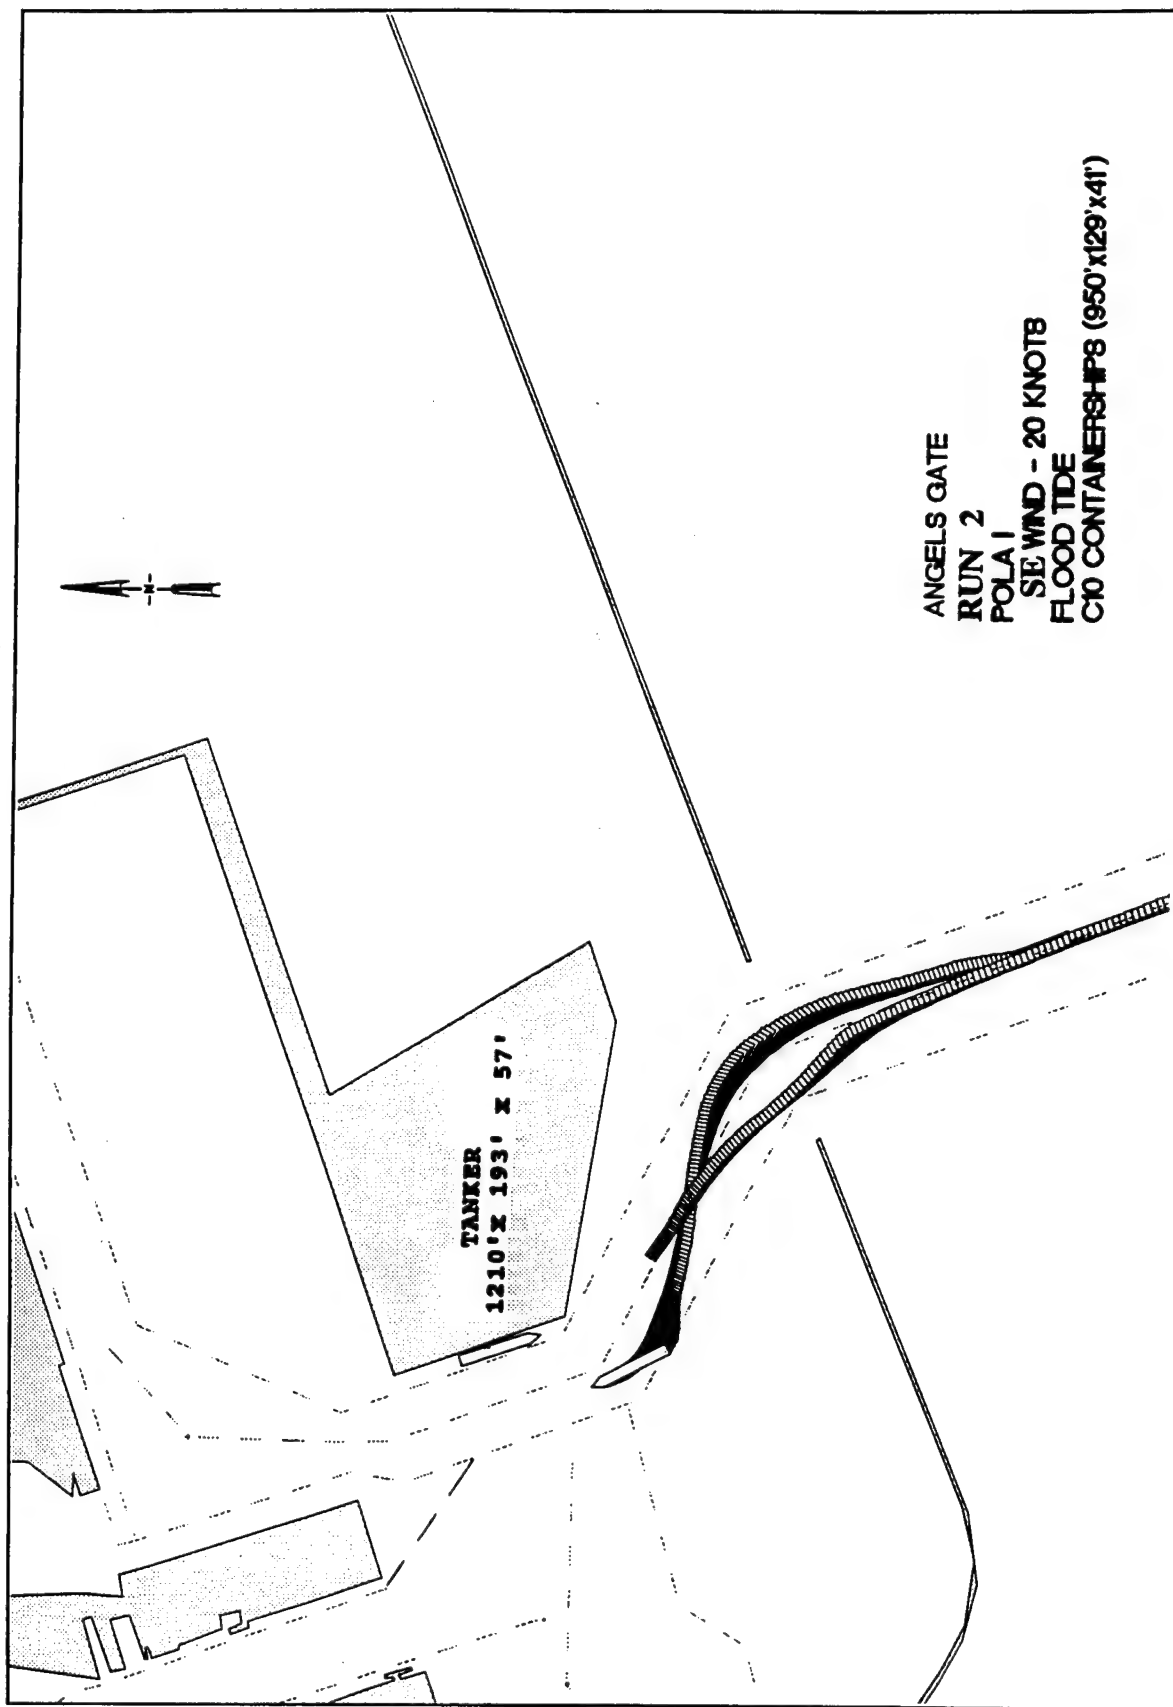 TANKER
1210'X 193' X 57'
ANGELS GATE
RUN 2
POLA I
SE WIND - 20 KNOTS
FLOOD TIDE
C10 CONTAINERSHIPS (950'x129'x41')
N